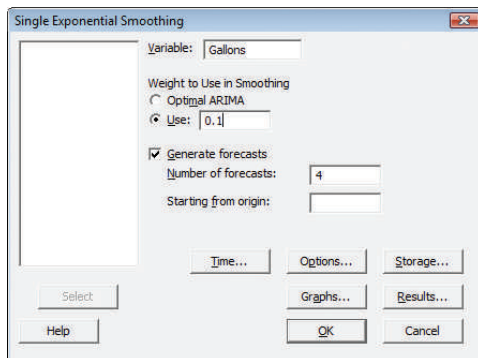 Single Exponential Smoothing
Variable: Gallons
Weight to Use in Smoothing
Optimal ARIMA
Use: 0.1
Generate forecasts
Number of forecasts: 4
Starting from origin:
Time... Options... Storage...
Select Graphs... Results...
Help OK Cancel